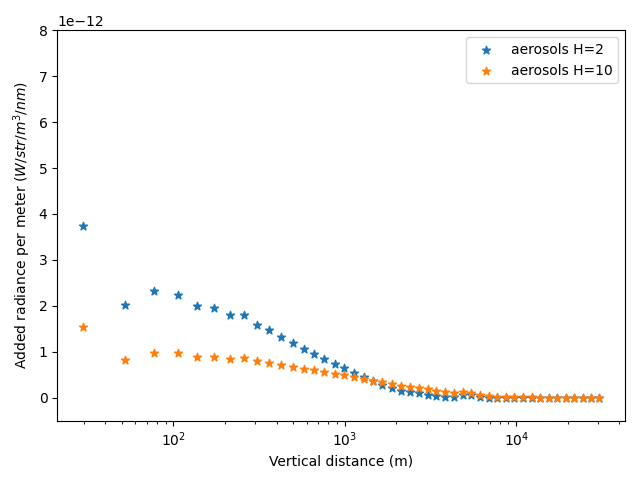 1e−12
8
7
6
5
4
3
2
1
0
Added radiance per meter (W/str/m³/nm)
aerosols H=2
aerosols H=10
10² 10³ 10⁴
Vertical distance (m)